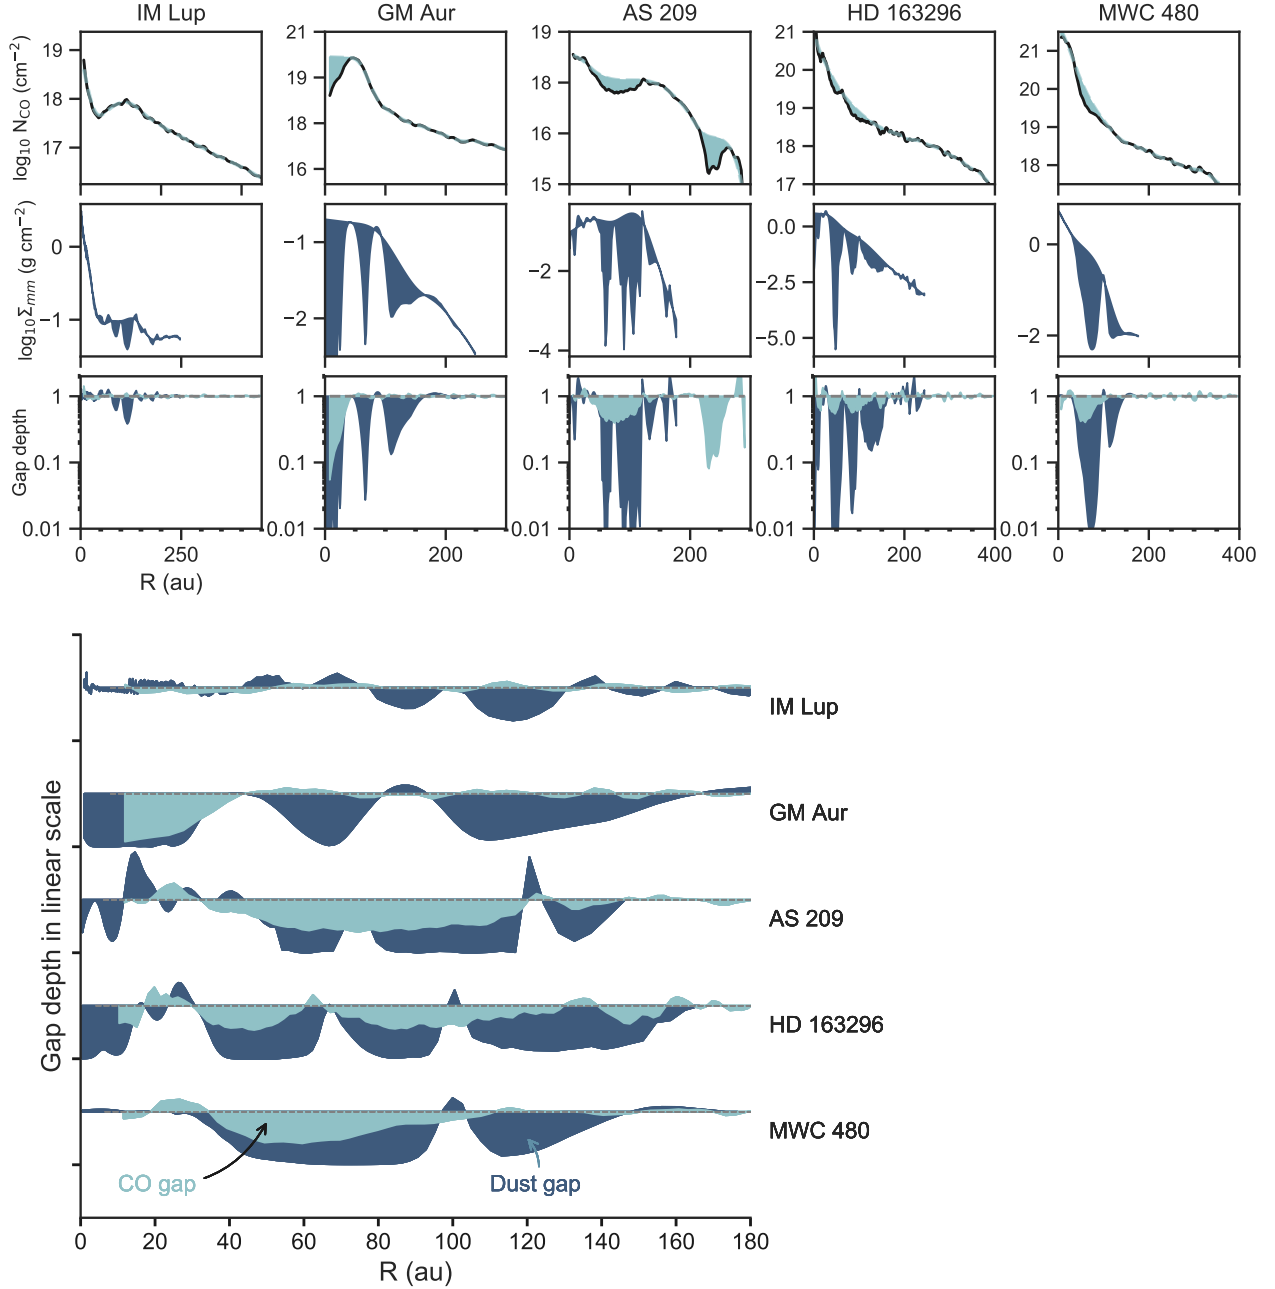 IM Lup GM Aur AS 209 HD 163296 MWC 480
log₁₀ N_CO (cm⁻²)
19 18 17
21 19 18 16
19 18 16 15
21 20 19 18 17
21 20 19 18
log₁₀Σ_mm (g cm⁻²)
0 −1
−1 −2
−2 −4
0.0 −2.5 −5.0
0 −2
Gap depth
1 0.1 0.01
1 0.1 0.01
1 0.1 0.01
1 0.1 0.01
1 0.1 0.01
0 250 0 200 0 200 0 200 400 0 200 400
R (au)
Gap depth in linear scale
IM Lup
GM Aur
AS 209
HD 163296
MWC 480
CO gap Dust gap
0 20 40 60 80 100 120 140 160 180
R (au)